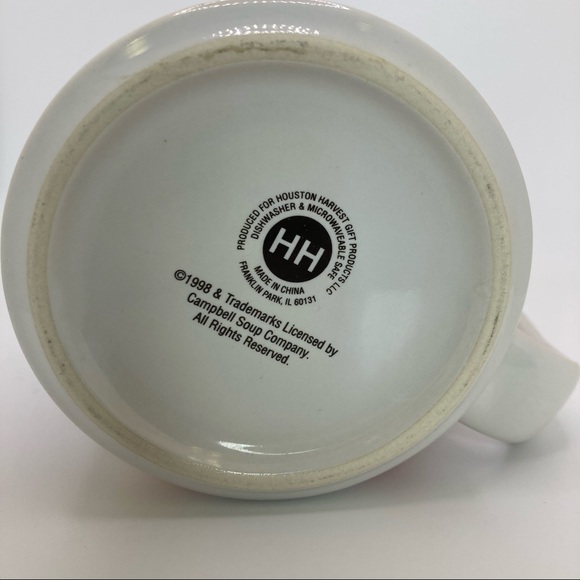 PRODUCED FOR HOUSTON HARVEST GIFT PRODUCTS LLC
DISHWASHER & MICROWAVEABLE SAFE
HH
MADE IN CHINA
FRANKLIN PARK, IL 60131
©1998 & Trademarks Licensed by
Campbell Soup Company.
All Rights Reserved.